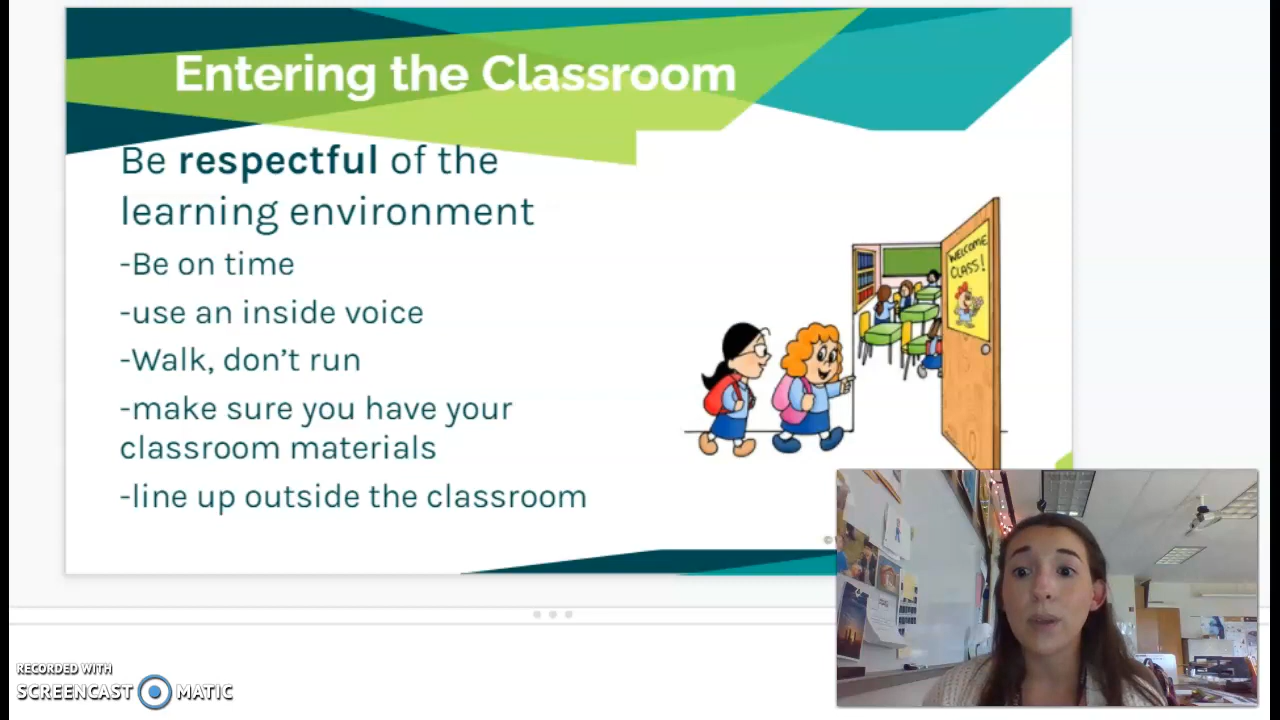 Entering the Classroom
Be respectful of the
learning environment
-Be on time
-use an inside voice
-Walk, don't run
-make sure you have your
classroom materials
-line up outside the classroom
WELCOME
CLASS!
RECORDED WITH
SCREENCAST MATIC